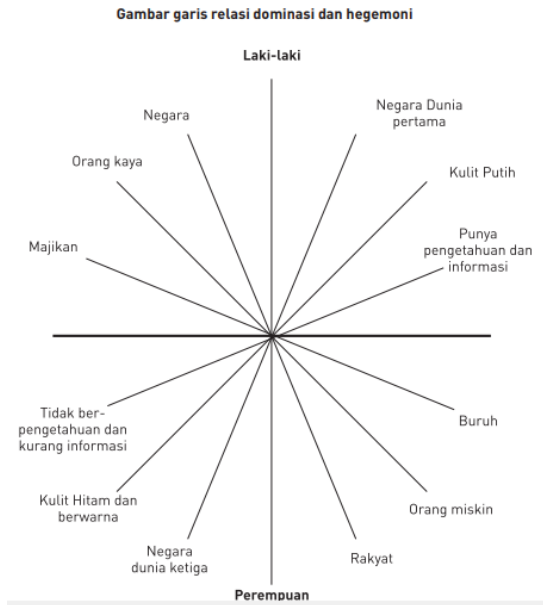 Gambar garis relasi dominasi dan hegemoni
Laki-laki
Negara
Negara Dunia
pertama
Orang kaya
Kulit Putih
Majikan
Punya
pengetahuan dan
informasi
Tidak ber-
pengetahuan dan
kurang informasi
Buruh
Kulit Hitam dan
berwarna
Orang miskin
Negara
dunia ketiga
Rakyat
Perempuan